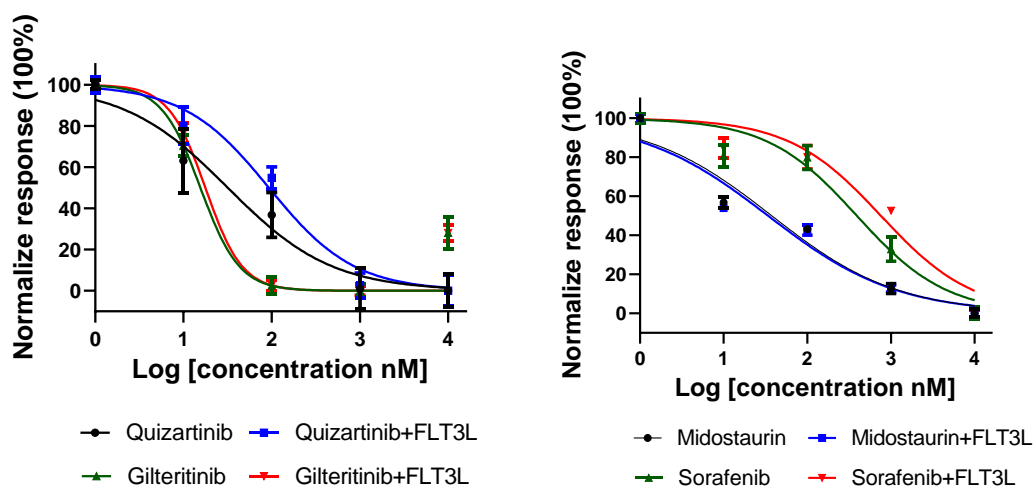 Normalize response (100%)
100
80
60
40
20
0
0 1 2 3 4
Log [concentration nM]
Quizartinib
Quizartinib+FLT3L
Gilteritinib
Gilteritinib+FLT3L
Normalize response (100%)
100
80
60
40
20
0
0 1 2 3 4
Log [concentration nM]
Midostaurin
Midostaurin+FLT3L
Sorafenib
Sorafenib+FLT3L